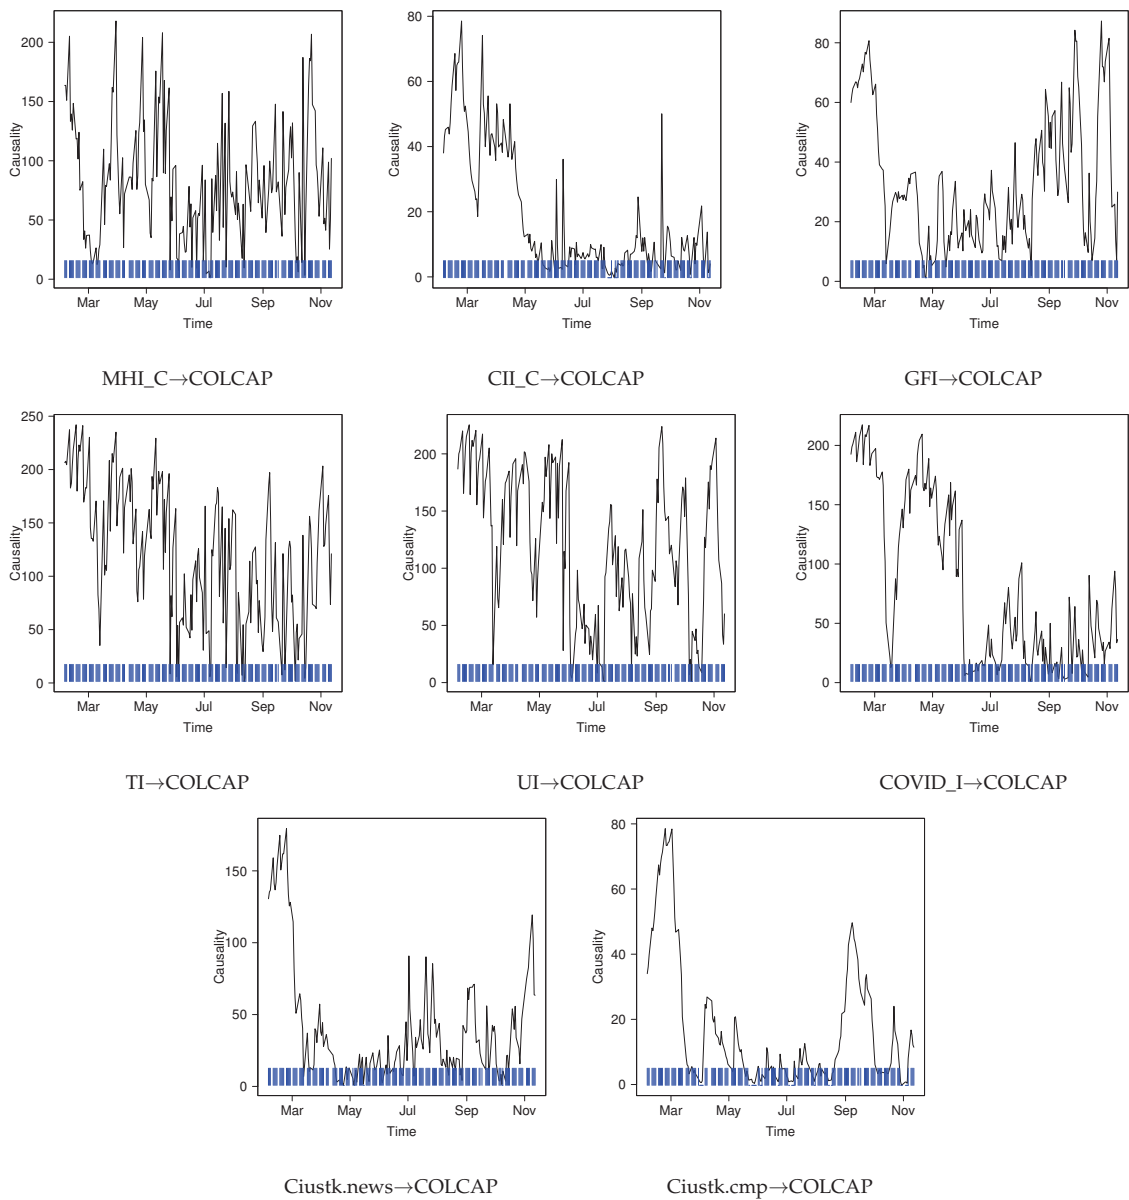 200
150
100
50
0
Causality
Mar May Jul Sep Nov
Time
MHI_C→COLCAP
80
60
40
20
0
Causality
Mar May Jul Sep Nov
Time
CII_C→COLCAP
80
60
40
20
0
Causality
Mar May Jul Sep Nov
Time
GFI→COLCAP
250
200
150
100
50
0
Causality
Mar May Jul Sep Nov
Time
TI→COLCAP
200
150
100
50
0
Causality
Mar May Jul Sep Nov
Time
UI→COLCAP
200
150
100
50
0
Causality
Mar May Jul Sep Nov
Time
COVID_I→COLCAP
150
100
50
0
Causality
Mar May Jul Sep Nov
Time
Ciustk.news→COLCAP
80
60
40
20
0
Causality
Mar May Jul Sep Nov
Time
Ciustk.cmp→COLCAP